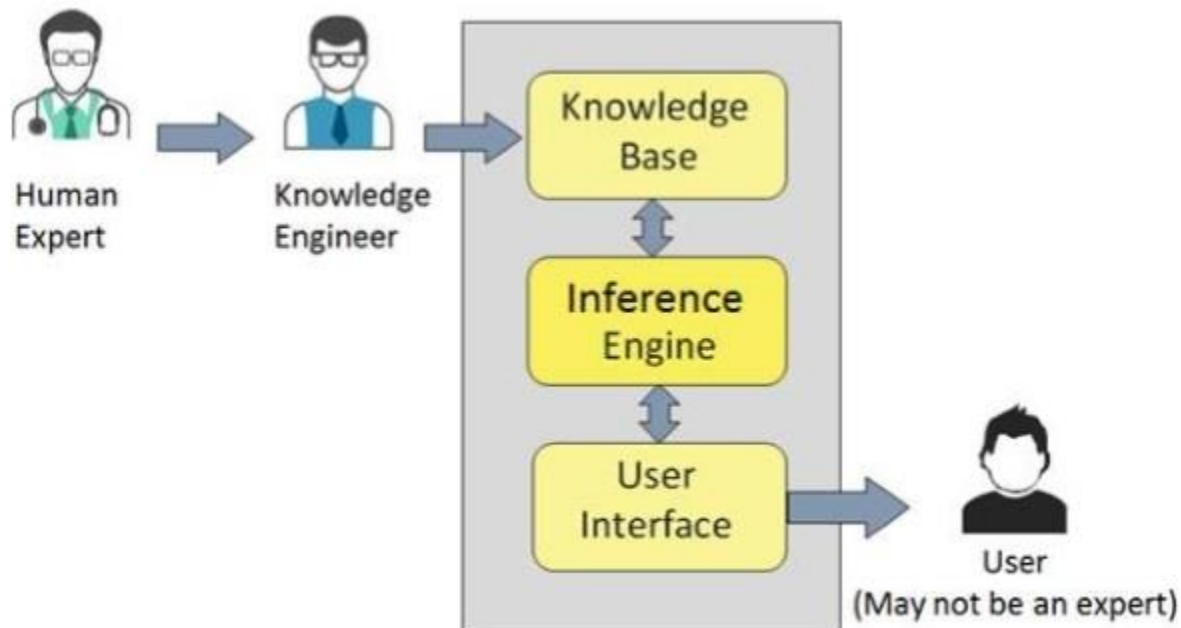 Human
Expert
Knowledge
Engineer
Knowledge
Base
Inference
Engine
User
Interface
User
(May not be an expert)